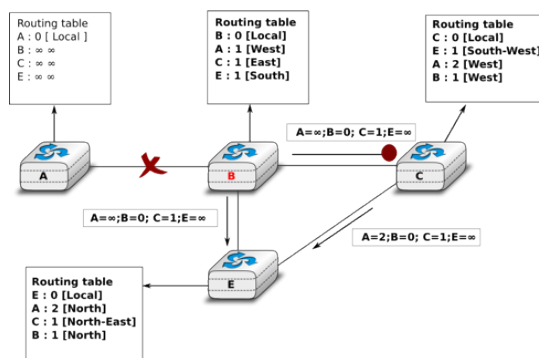 Routing table
A : 0 [ Local ]
B : ∞ ∞
C : ∞ ∞
E : ∞ ∞
Routing table
B : 0 [Local]
A : 1 [West]
C : 1 [East]
E : 1 [South]
Routing table
C : 0 [Local]
E : 1 [South-West]
A : 2 [West]
B : 1 [West]
A=∞;B=0; C=1;E=∞
A
B
C
A=∞;B=0; C=1;E=∞
A=2;B=0; C=1;E=∞
E
Routing table
E : 0 [Local]
A : 2 [North]
C : 1 [North-East]
B : 1 [North]